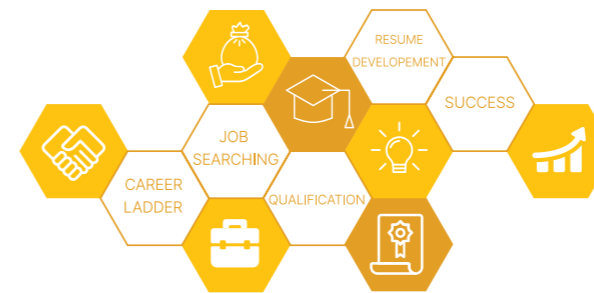 RESUME
DEVELOPEMENT
SUCCESS
JOB
SEARCHING
CAREER
LADDER
QUALIFICATION